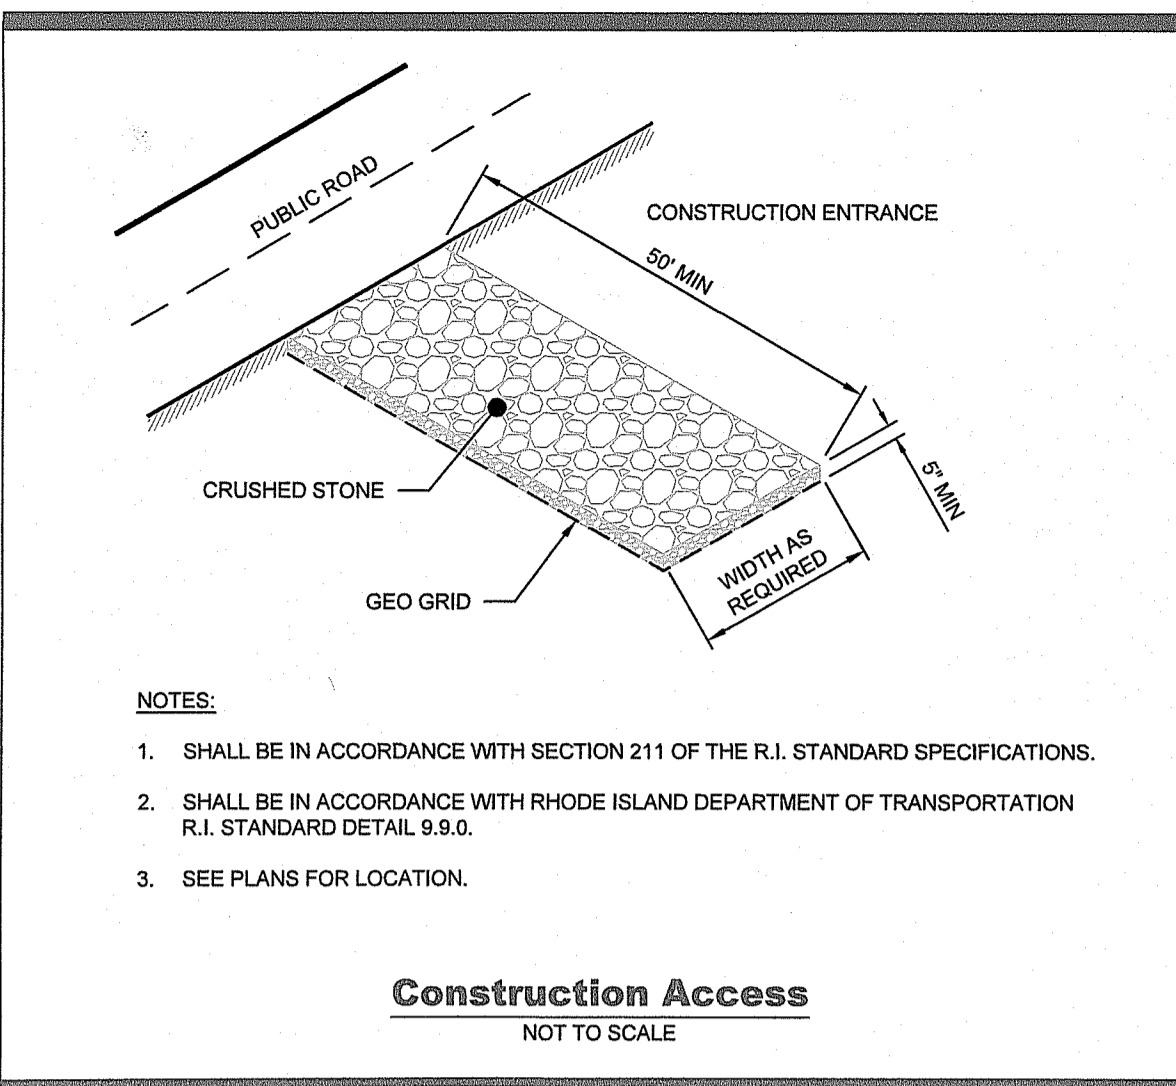 PUBLIC ROAD
CONSTRUCTION ENTRANCE
50' MIN
5" MIN
CRUSHED STONE
WIDTH AS
REQUIRED
GEO GRID
NOTES:
1. SHALL BE IN ACCORDANCE WITH SECTION 211 OF THE R.I. STANDARD SPECIFICATIONS.
2. SHALL BE IN ACCORDANCE WITH RHODE ISLAND DEPARTMENT OF TRANSPORTATION
R.I. STANDARD DETAIL 9.9.0.
3. SEE PLANS FOR LOCATION.
Construction Access
NOT TO SCALE